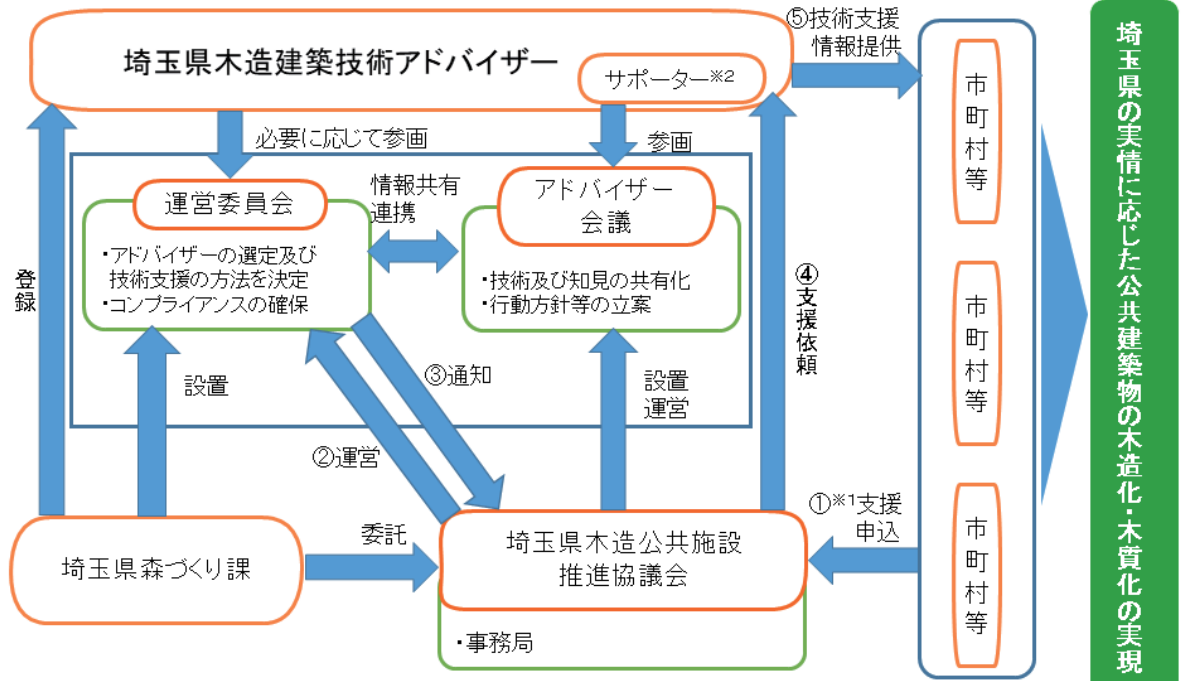 埼玉県木造建築技術アドバイザー
サポーター※2
⑤技術支援
情報提供
必要に応じて参画
参画
運営委員会
・アドバイザーの選定及び
技術支援の方法を決定
・コンプライアンスの確保
情報共有
連携
アドバイザー
会議
・技術及び知見の共有化
・行動方針等の立案
登録
設置
③通知
②運営
設置
運営
④支援依頼
埼玉県森づくり課
委託
埼玉県木造公共施設
推進協議会
・事務局
①※1支援
申込
市町村等
市町村等
市町村等
埼玉県の実情に応じた公共建築物の木造化・木質化の実現